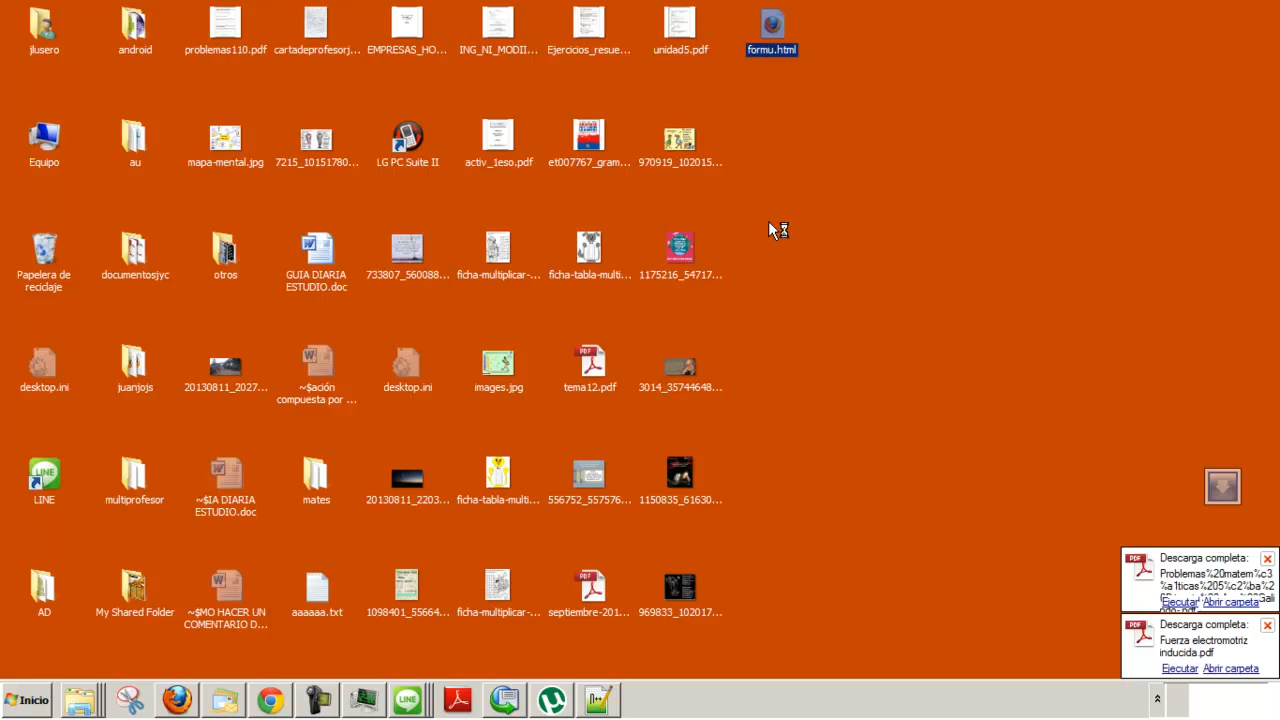 jlusero
android
problemas110.pdf
cartadeprofesorj...
EMPRESAS_HO...
ING_NI_MODII...
Ejercicios_resue...
unidad5.pdf
formu.html
Equipo
au
mapa-mental.jpg
7215_10151780...
LG PC Suite II
activ_1eso.pdf
et007767_gram...
970919_102015...
Papelera de
reciclaje
documentosjyc
otros
GUIA DIARIA
ESTUDIO.doc
733807_560088...
ficha-multiplicar-...
ficha-tabla-multi...
1175216_54717...
desktop.ini
juanjojs
20130811_2027...
~$ación
compuesta por ...
desktop.ini
images.jpg
tema12.pdf
3014_35744648...
LINE
multiprofesor
~$IA DIARIA
ESTUDIO.doc
mates
20130811_2203...
ficha-tabla-multi...
556752_557576...
1150835_61630...
AD
My Shared Folder
~$MO HACER UN
COMENTARIO D...
aaaaaa.txt
1098401_55664...
ficha-multiplicar-...
septiembre-201...
969833_102017...
Descarga completa:
Problemas%20matem%c3
%a1ticas%205%c2%ba%2
Ejecutar Abrir carpeta
Descarga completa:
Fuerza electromotriz
inducida.pdf
Ejecutar Abrir carpeta
Inicio